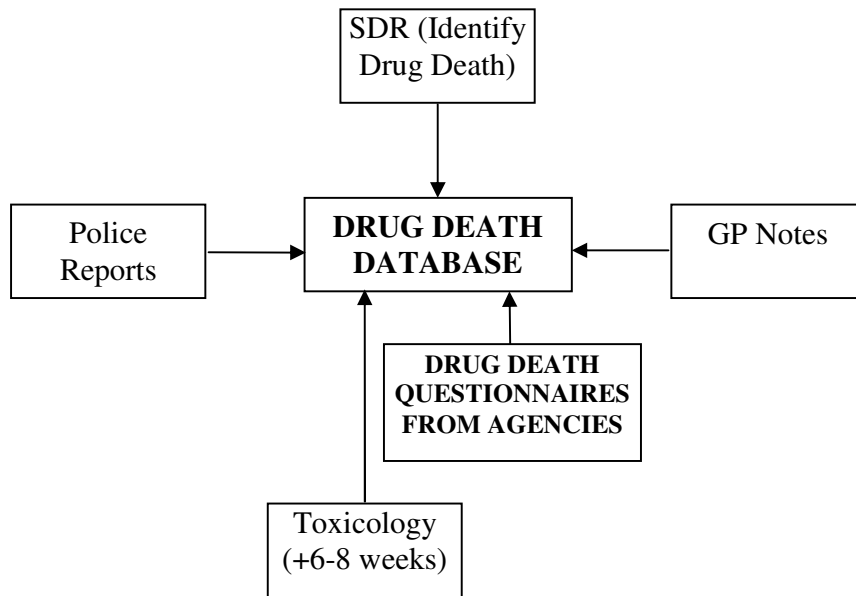 SDR (Identify
Drug Death)
Police
Reports
DRUG DEATH
DATABASE
GP Notes
DRUG DEATH
QUESTIONNAIRES
FROM AGENCIES
Toxicology
(+6-8 weeks)